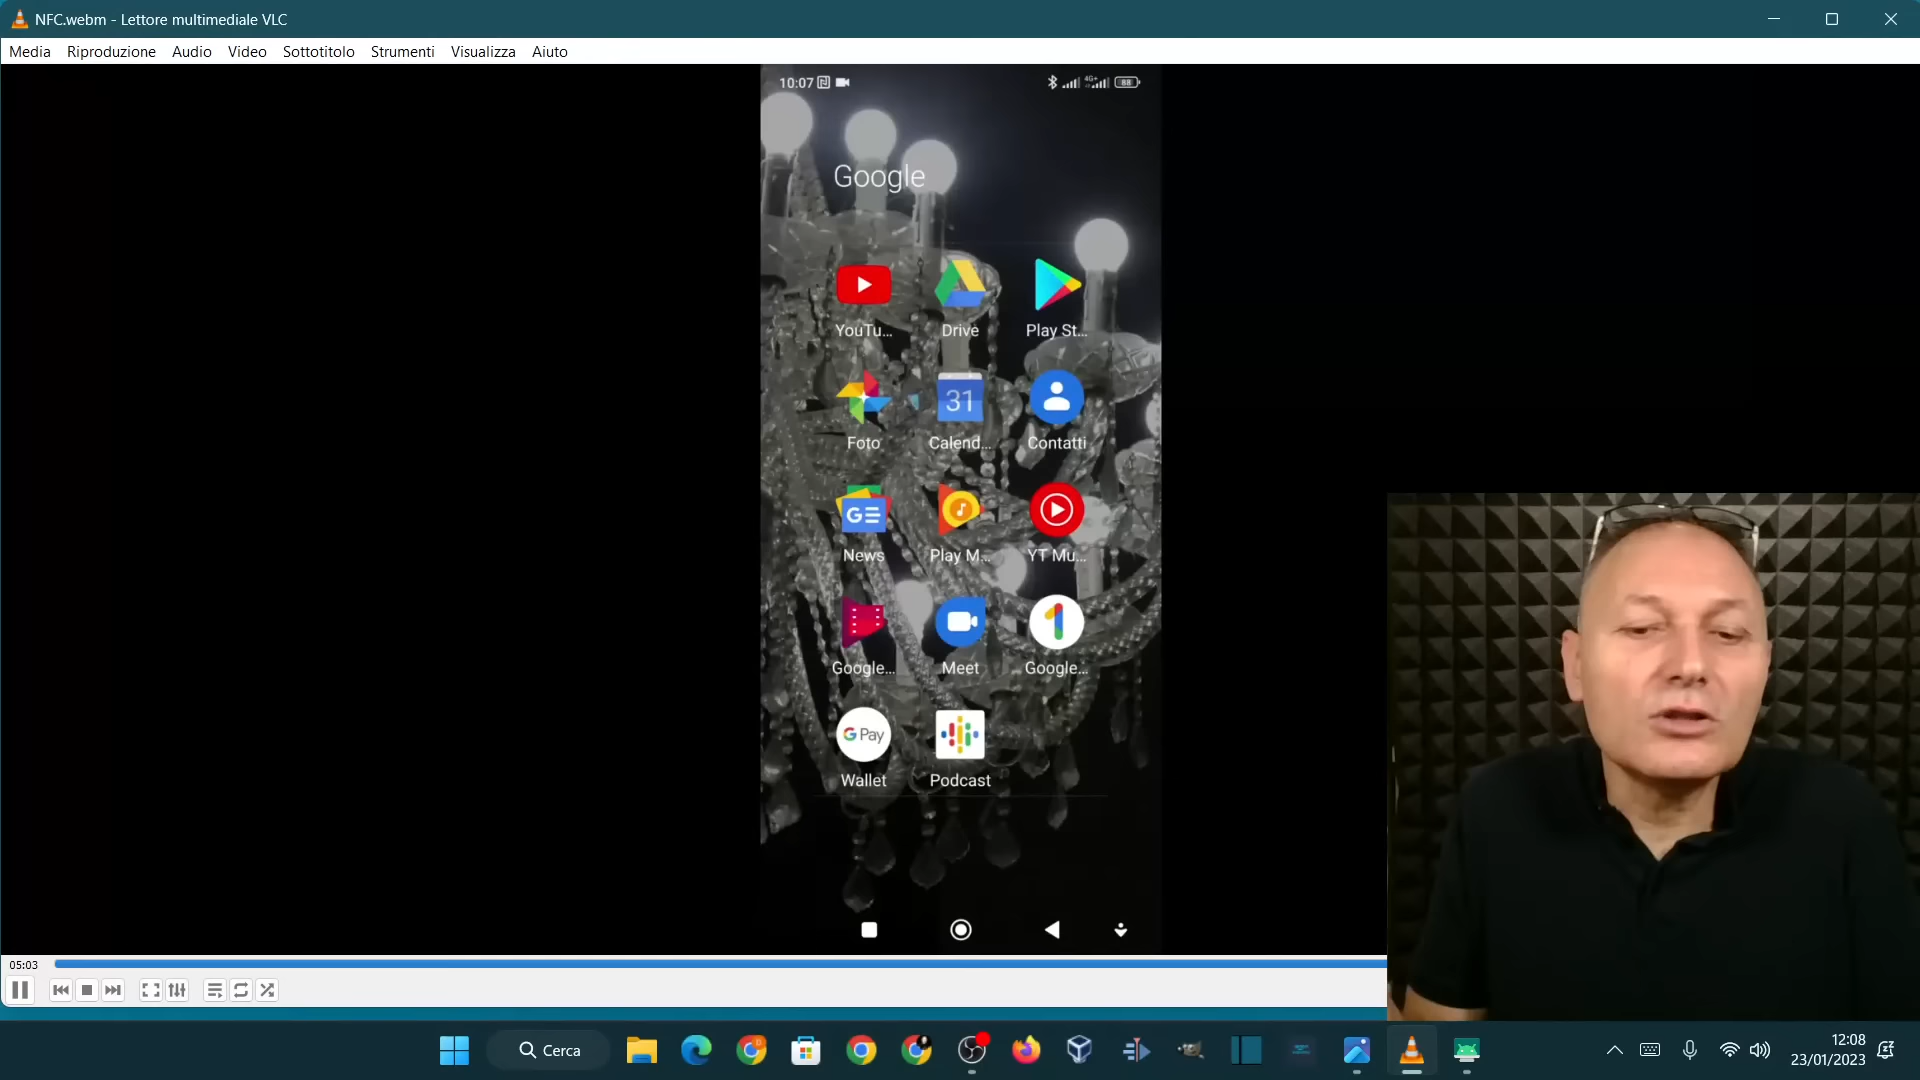 NFC.webm - Lettore multimediale VLC
Media Riproduzione Audio Video Sottotitolo Strumenti Visualizza Aiuto
10:07
4G+
88
Google
YouTu... Drive Play St...
31
Foto Calend... Contatti
News Play M... YT Mu...
Google... Meet Google...
G Pay
Wallet Podcast
05:03
Cerca
12:08
23/01/2023